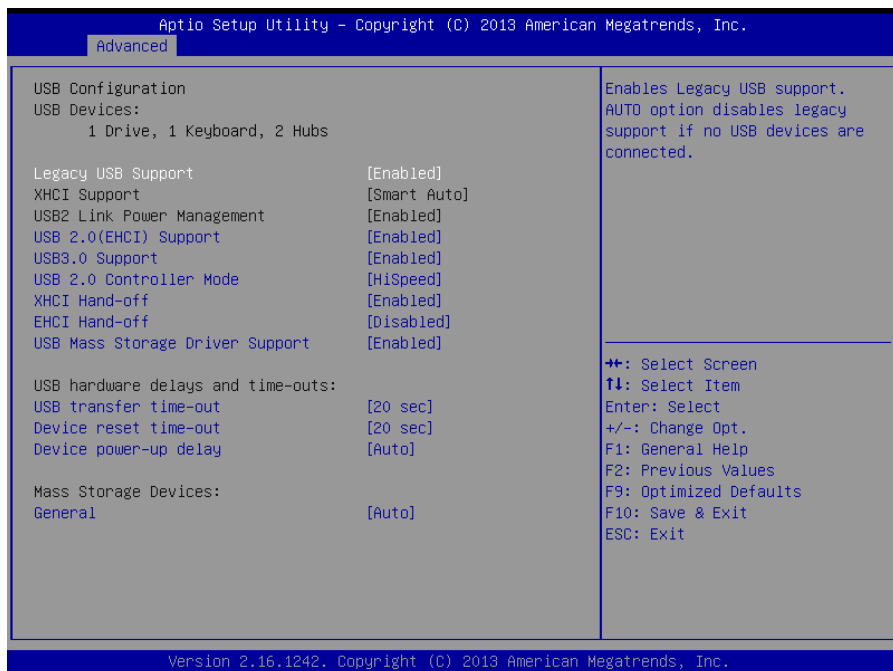 Aptio Setup Utility – Copyright (C) 2013 American Megatrends, Inc.
Advanced
USB Configuration
USB Devices:
1 Drive, 1 Keyboard, 2 Hubs
Legacy USB Support [Enabled]
XHCI Support [Smart Auto]
USB2 Link Power Management [Enabled]
USB 2.0(EHCI) Support [Enabled]
USB3.0 Support [Enabled]
USB 2.0 Controller Mode [HiSpeed]
XHCI Hand-off [Enabled]
EHCI Hand-off [Disabled]
USB Mass Storage Driver Support [Enabled]
USB hardware delays and time-outs:
USB transfer time-out [20 sec]
Device reset time-out [20 sec]
Device power-up delay [Auto]
Mass Storage Devices:
General [Auto]
Enables Legacy USB support.
AUTO option disables legacy
support if no USB devices are
connected.
→←: Select Screen
↑↓: Select Item
Enter: Select
+/-: Change Opt.
F1: General Help
F2: Previous Values
F9: Optimized Defaults
F10: Save & Exit
ESC: Exit
Version 2.16.1242. Copyright (C) 2013 American Megatrends, Inc.